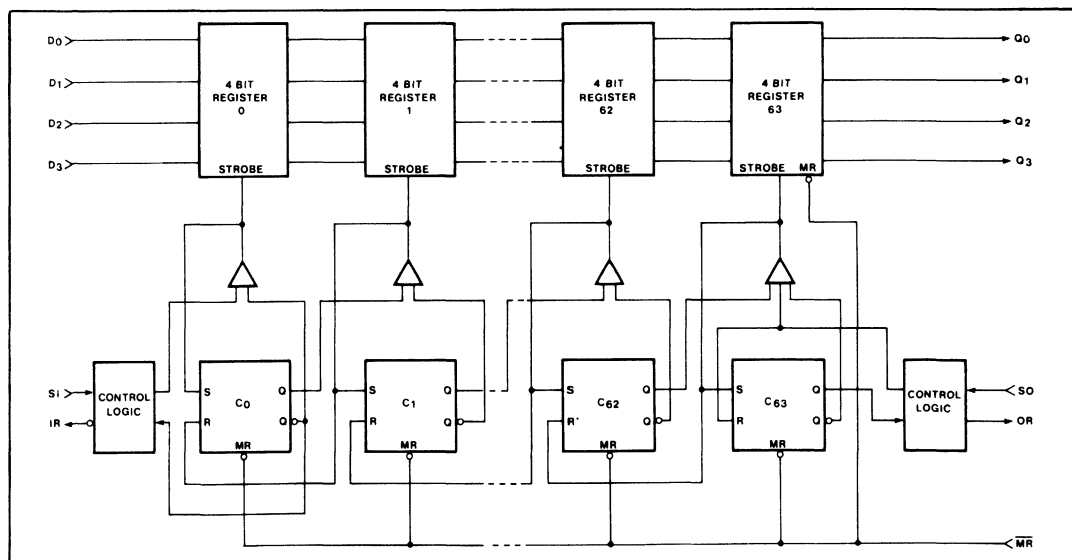 D0
D1
D2
D3
4 BIT
REGISTER
0
STROBE
4 BIT
REGISTER
1
STROBE
4 BIT
REGISTER
62
STROBE
4 BIT
REGISTER
63
STROBE MR
Q0
Q1
Q2
Q3
SI
IR
CONTROL
LOGIC
S Q
C0
R Q
MR
S Q
C1
R Q
MR
S Q
C62
R Q
MR
S Q
C63
R Q
MR
CONTROL
LOGIC
SO
OR
M̅R̅